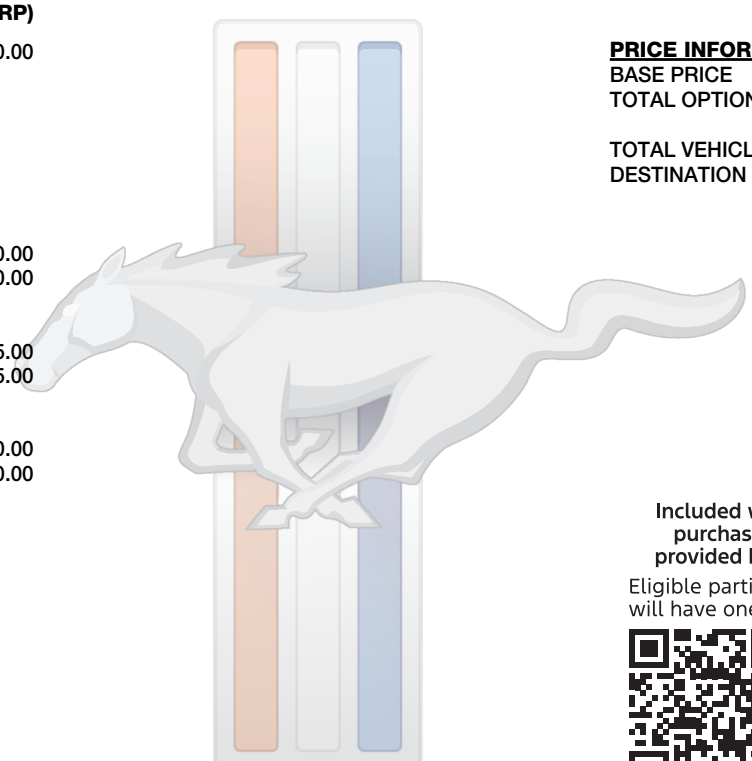 RP)
0.00
0.00
0.00
5.00
5.00
0.00
0.00
PRICE INFOR
BASE PRICE
TOTAL OPTION
TOTAL VEHICL
DESTINATION
Included w
purchas
provided
Eligible parti
will have one